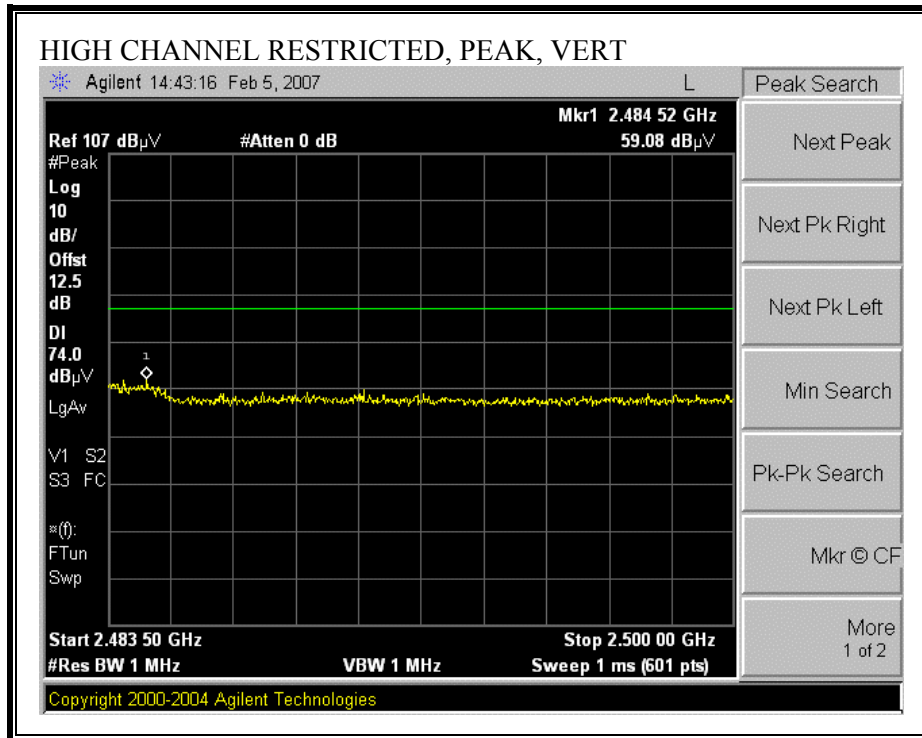 HIGH CHANNEL RESTRICTED, PEAK, VERT
Agilent 14:43:16 Feb 5, 2007 L
Peak Search
Mkr1 2.484 52 GHz
Ref 107 dBµV #Atten 0 dB 59.08 dBµV
#Peak
Log
10
dB/
Offst
12.5
dB
DI
74.0
dBµV
LgAv
V1 S2
S3 FC
¤(f):
FTun
Swp
1
Start 2.483 50 GHz Stop 2.500 00 GHz
#Res BW 1 MHz VBW 1 MHz Sweep 1 ms (601 pts)
Copyright 2000-2004 Agilent Technologies
Next Peak
Next Pk Right
Next Pk Left
Min Search
Pk-Pk Search
Mkr © CF
More
1 of 2